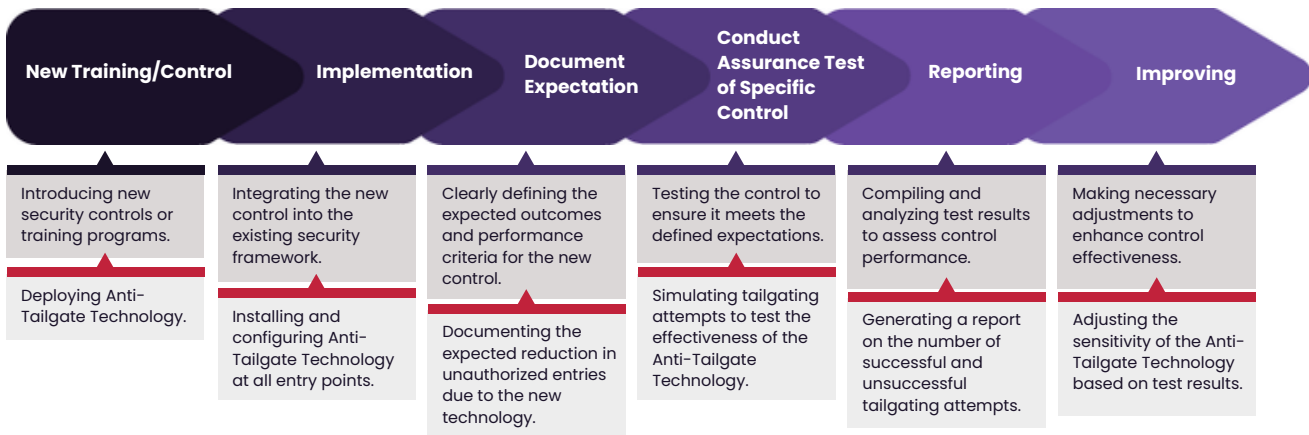 New Training/Control
Implementation
Document
Expectation
Conduct
Assurance Test
of Specific
Control
Reporting
Improving
Introducing new
security controls or
training programs.
Deploying Anti-
Tailgate Technology.
Integrating the new
control into the
existing security
framework.
Installing and
configuring Anti-
Tailgate Technology
at all entry points.
Clearly defining the
expected outcomes
and performance
criteria for the new
control.
Documenting the
expected reduction in
unauthorized entries
due to the new
technology.
Testing the control to
ensure it meets the
defined expectations.
Simulating tailgating
attempts to test the
effectiveness of the
Anti-Tailgate
Technology.
Compiling and
analyzing test results
to assess control
performance.
Generating a report
on the number of
successful and
unsuccessful
tailgating attempts.
Making necessary
adjustments to
enhance control
effectiveness.
Adjusting the
sensitivity of the Anti-
Tailgate Technology
based on test results.